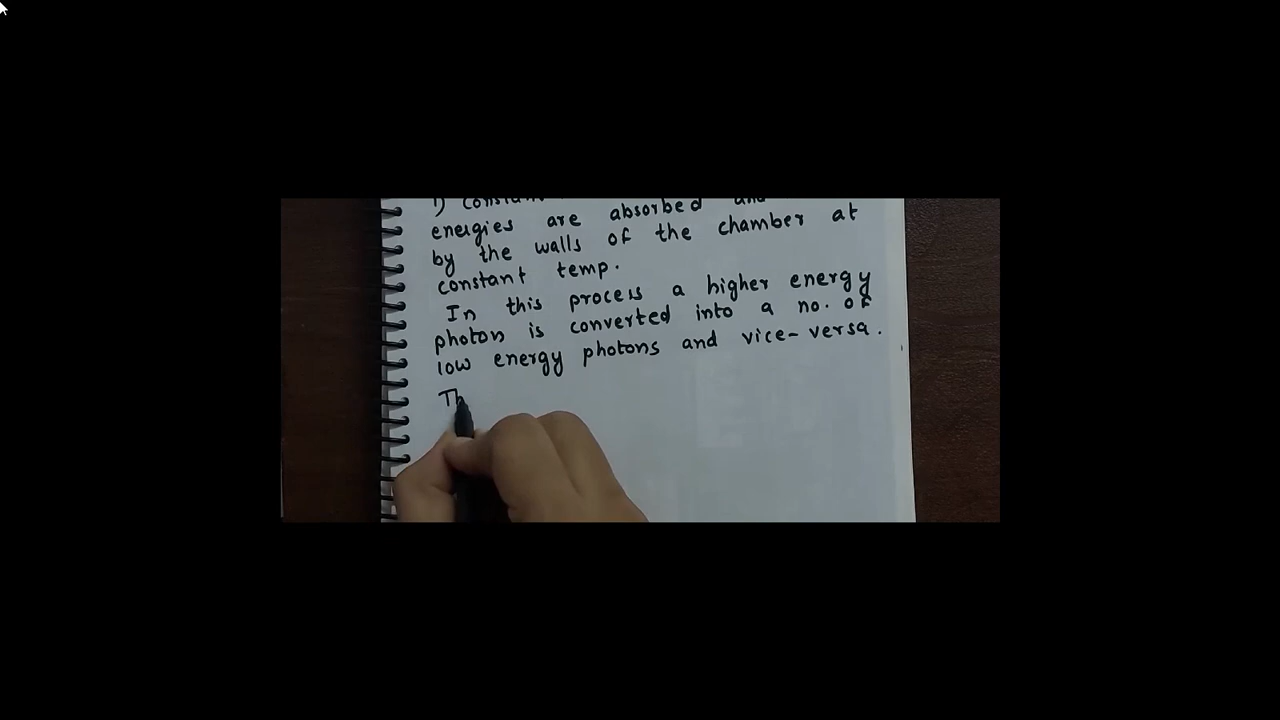 energies are absorbed
by the walls of the chamber at
constant temp.
In this process a higher energy
photon is converted into a no. of
low energy photons and vice-versa.
Th